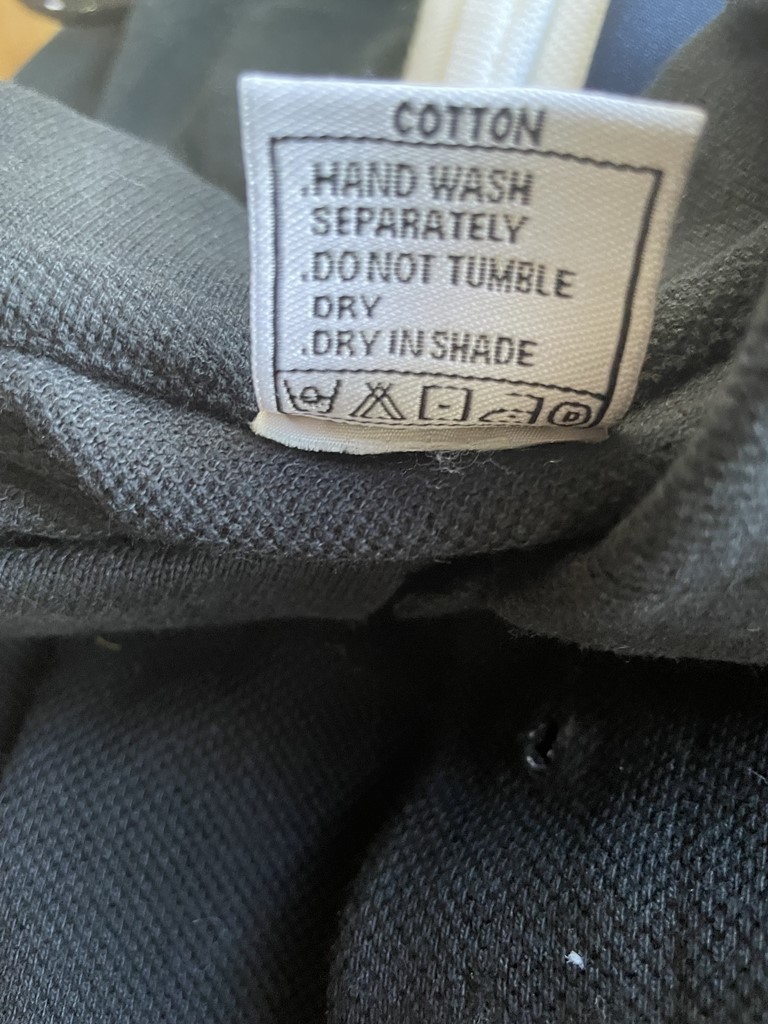 COTTON
.HAND WASH
SEPARATELY
.DO NOT TUMBLE
DRY
.DRY IN SHADE
P